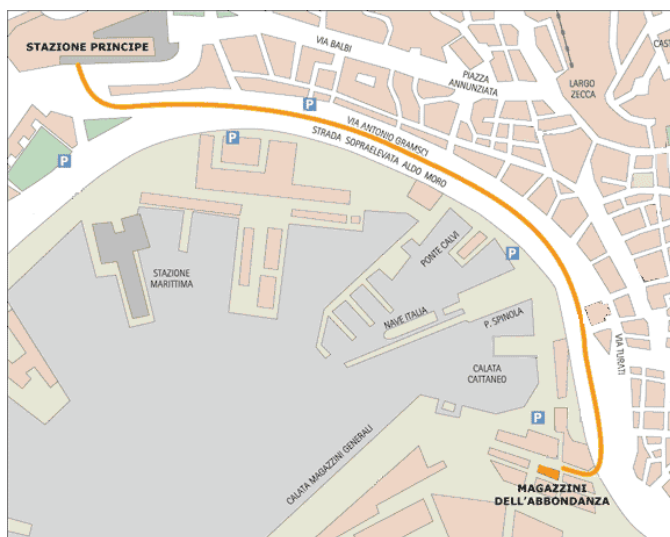 STAZIONE PRINCIPE
VIA BALBI
PIAZZA
ANNUNZIATA
LARGO
ZECCA
CAST
P
VIA ANTONIO GRAMSCI
STRADA SOPRAELEVATA ALDO MORO
P
P
STAZIONE
MARITTIMA
PONTE CALVI
P
NAVE ITALIA
P. SPINOLA
VIA TURATI
CALATA
CATTANEO
P
CALATA MAGAZZINI GENERALI
MAGAZZINI
DELL'ABBONDANZA